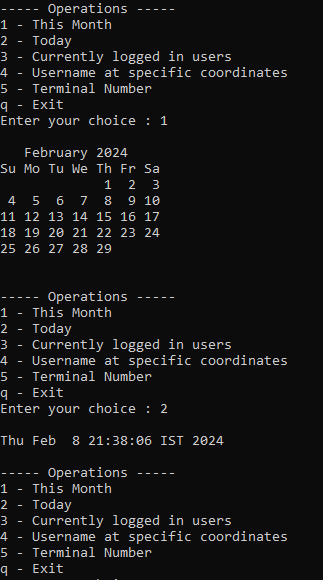 ----- Operations -----
1 - This Month
2 - Today
3 - Currently logged in users
4 - Username at specific coordinates
5 - Terminal Number
q - Exit
Enter your choice : 1
February 2024
Su Mo Tu We Th Fr Sa
1 2 3
4 5 6 7 8 9 10
11 12 13 14 15 16 17
18 19 20 21 22 23 24
25 26 27 28 29
----- Operations -----
1 - This Month
2 - Today
3 - Currently logged in users
4 - Username at specific coordinates
5 - Terminal Number
q - Exit
Enter your choice : 2
Thu Feb  8 21:38:06 IST 2024
----- Operations -----
1 - This Month
2 - Today
3 - Currently logged in users
4 - Username at specific coordinates
5 - Terminal Number
q - Exit